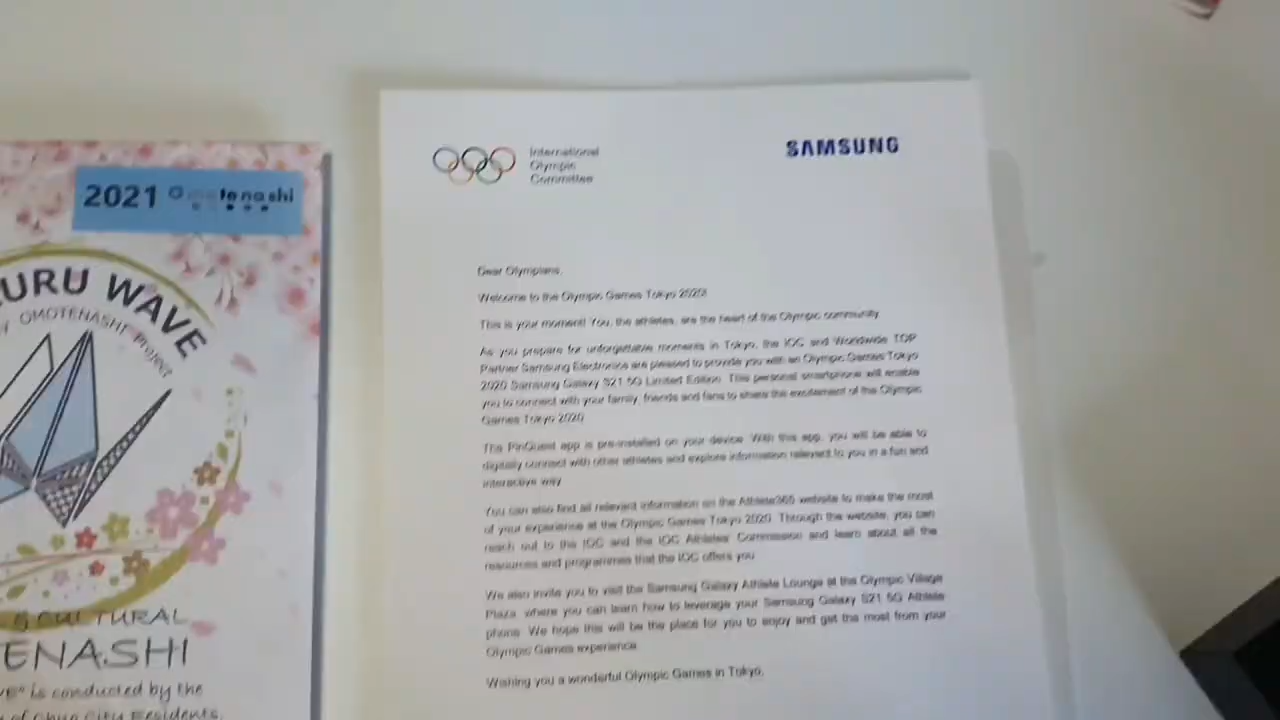 2021 Omotenashi
URU WAVE
OMOTENASHI Project
CULTURAL
ENASHI
is conducted by the
of Chuo City Residents.
International
Olympic
Committee
SAMSUNG
Dear Olympians,
Welcome to the Olympic Games Tokyo 2020!
This is your moment! You, the athletes, are the heart of the Olympic community.
As you prepare for unforgettable moments in Tokyo, the IOC and Worldwide TOP
Partner Samsung Electronics are pleased to provide you with an Olympic Games Tokyo
2020 Samsung Galaxy S21 5G Limited Edition. This personal smartphone will enable
you to connect with your family, friends and fans to share the excitement of the Olympic
Games Tokyo 2020.
The PinQuest app is pre-installed on your device. With this app, you will be able to
digitally connect with other athletes and explore information relevant to you in a fun and
interactive way.
You can also find all relevant information on the Athlete365 website to make the most
of your experience at the Olympic Games Tokyo 2020. Through the website, you can
reach out to the IOC and the IOC Athletes' Commission and learn about all the
resources and programmes that the IOC offers you.
We also invite you to visit the Samsung Galaxy Athlete Lounge at the Olympic Village
Plaza, where you can learn how to leverage your Samsung Galaxy S21 5G Athlete
phone. We hope this will be the place for you to enjoy and get the most from your
Olympic Games experience.
Wishing you a wonderful Olympic Games in Tokyo,